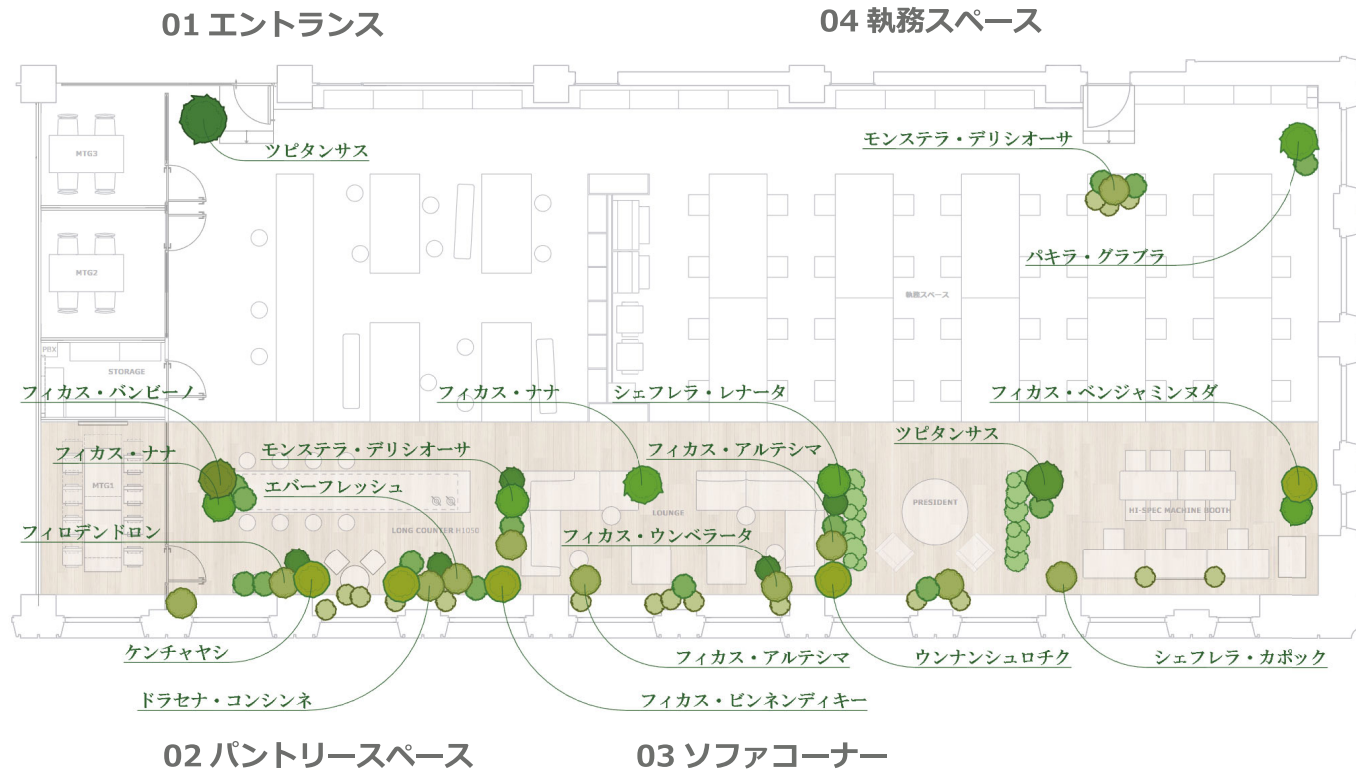 01 エントランス
04 執務スペース
MTG3
ツピタンサス
モンステラ・デリシオーサ
パキラ・グラブラ
MTG2
執務スペース
PBX
STORAGE
フィカス・バンビーノ
フィカス・ナナ
シェフレラ・レナータ
フィカス・ベンジャミンヌダ
フィカス・ナナ
モンステラ・デリシオーサ
フィカス・アルテシマ
ツピタンサス
MTG1
エバーフレッシュ
PRESIDENT
LOUNGE
HI-SPEC MACHINE BOOTH
フィロデンドロン
LONG COUNTER H1050
フィカス・ウンベラータ
ケンチャヤシ
フィカス・アルテシマ
ウンナンシュロチク
シェフレラ・カポック
ドラセナ・コンシンネ
フィカス・ビンネンディキー
02 パントリースペース
03 ソファコーナー